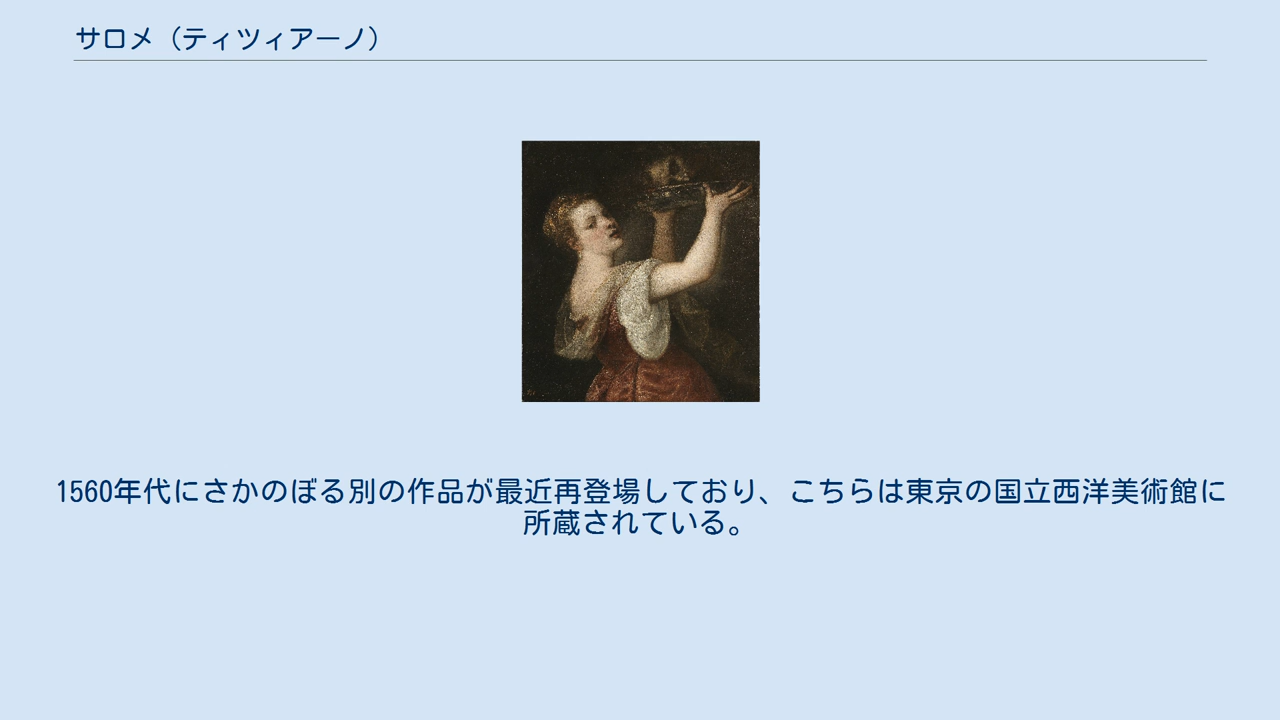 サロメ（ティツィアーノ）
1560年代にさかのぼる別の作品が最近再登場しており、こちらは東京の国立西洋美術館に
所蔵されている。